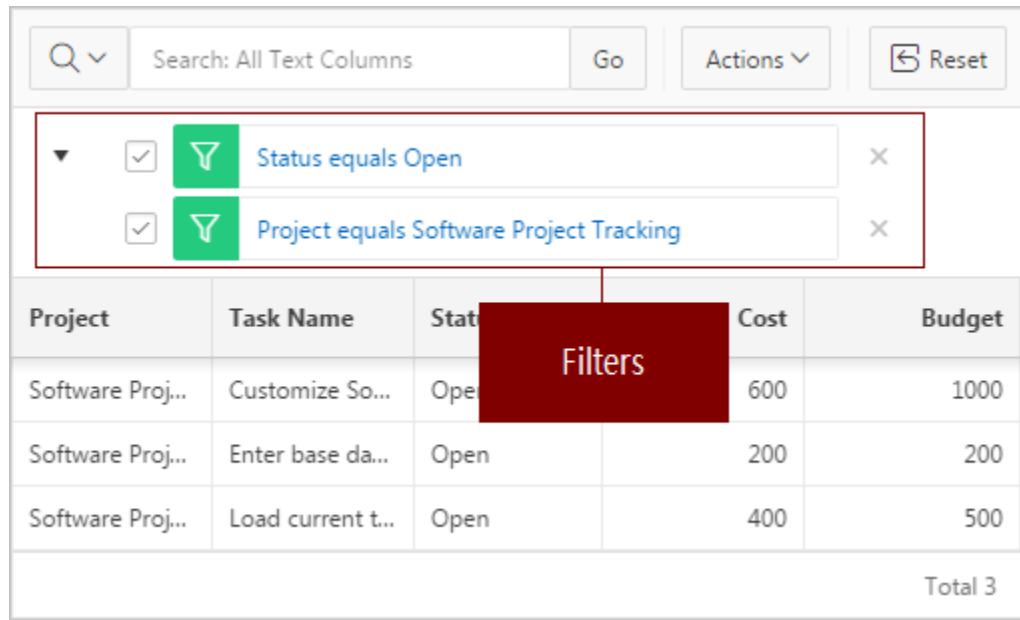 Search: All Text Columns Go Actions Reset
Status equals Open
Project equals Software Project Tracking
Project Task Name Cost Budget
Filters
Software Proj... Customize So... 600 1000
Software Proj... Enter base da... Open 200 200
Software Proj... Load current t... Open 400 500
Total 3